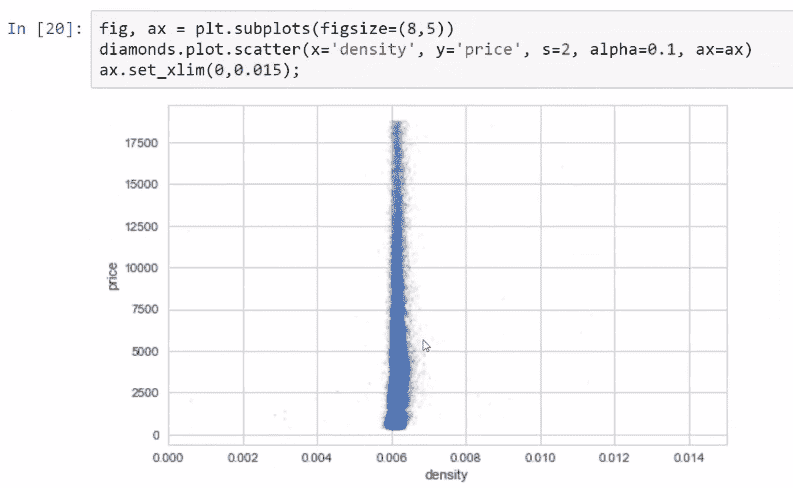 In [20]: fig, ax = plt.subplots(figsize=(8,5))
diamonds.plot.scatter(x='density', y='price', s=2, alpha=0.1, ax=ax)
ax.set_xlim(0,0.015);
17500
15000
12500
10000
7500
5000
2500
0
price
0.000 0.002 0.004 0.006 0.008 0.010 0.012 0.014
density